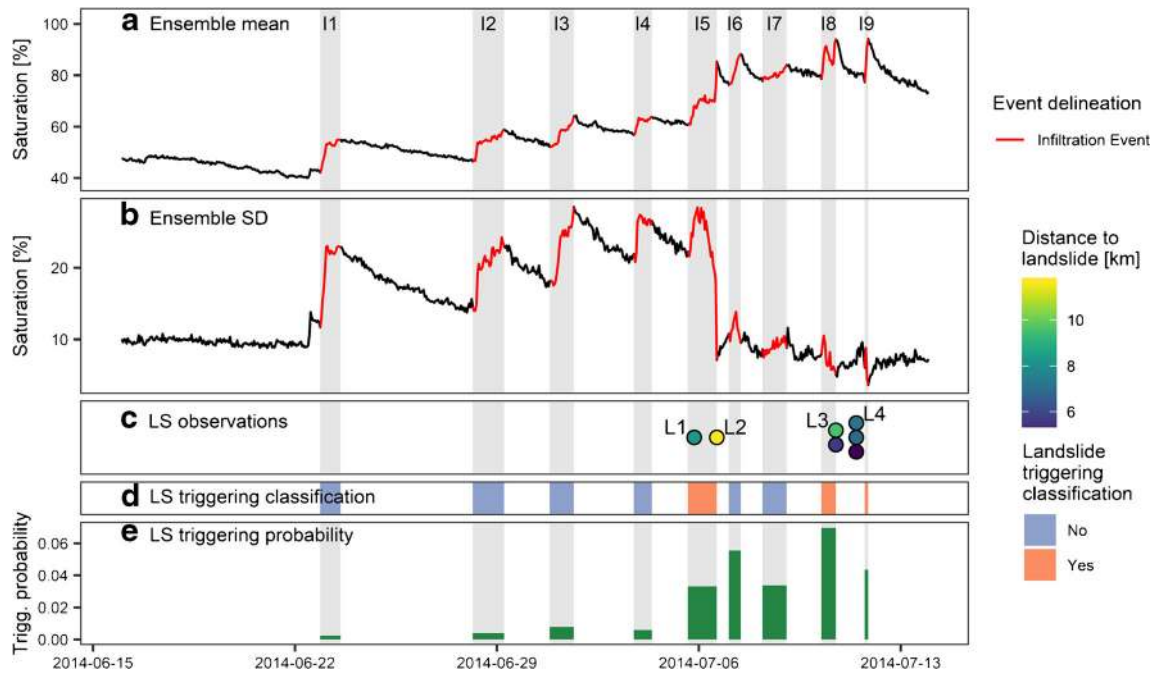 a Ensemble mean
I1 I2 I3 I4 I5 I6 I7 I8 I9
Saturation [%]
100
80
60
40
b Ensemble SD
Saturation [%]
20
10
c LS observations
L1 L2 L3 L4
d LS triggering classification
e LS triggering probability
Trigg. probability
0.06
0.04
0.02
0.00
2014-06-15 2014-06-22 2014-06-29 2014-07-06 2014-07-13
Event delineation
Infiltration Event
Distance to
landslide [km]
10
8
6
Landslide
triggering
classification
No
Yes